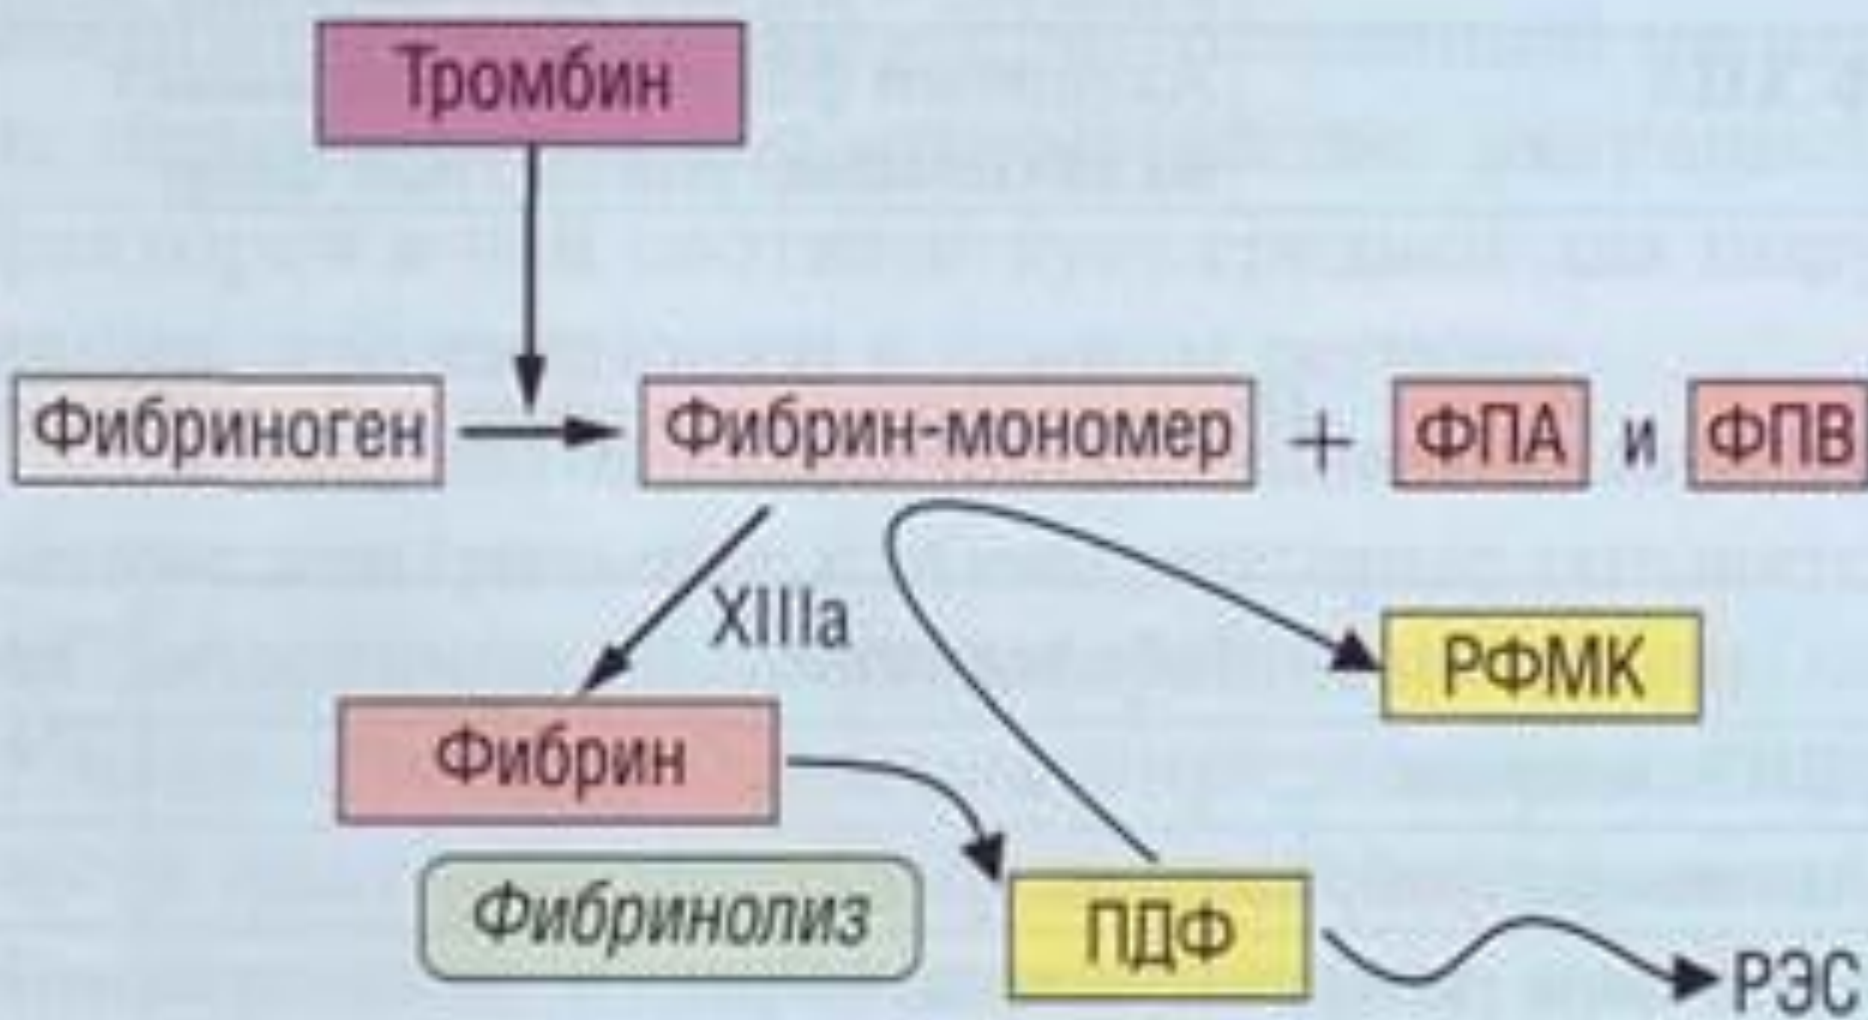 Тромбин
Фибриноген
Фибрин-мономер + ФПА и ФПВ
XIIIa
РФМК
Фибрин
Фибринолиз
ПДФ
РЭС